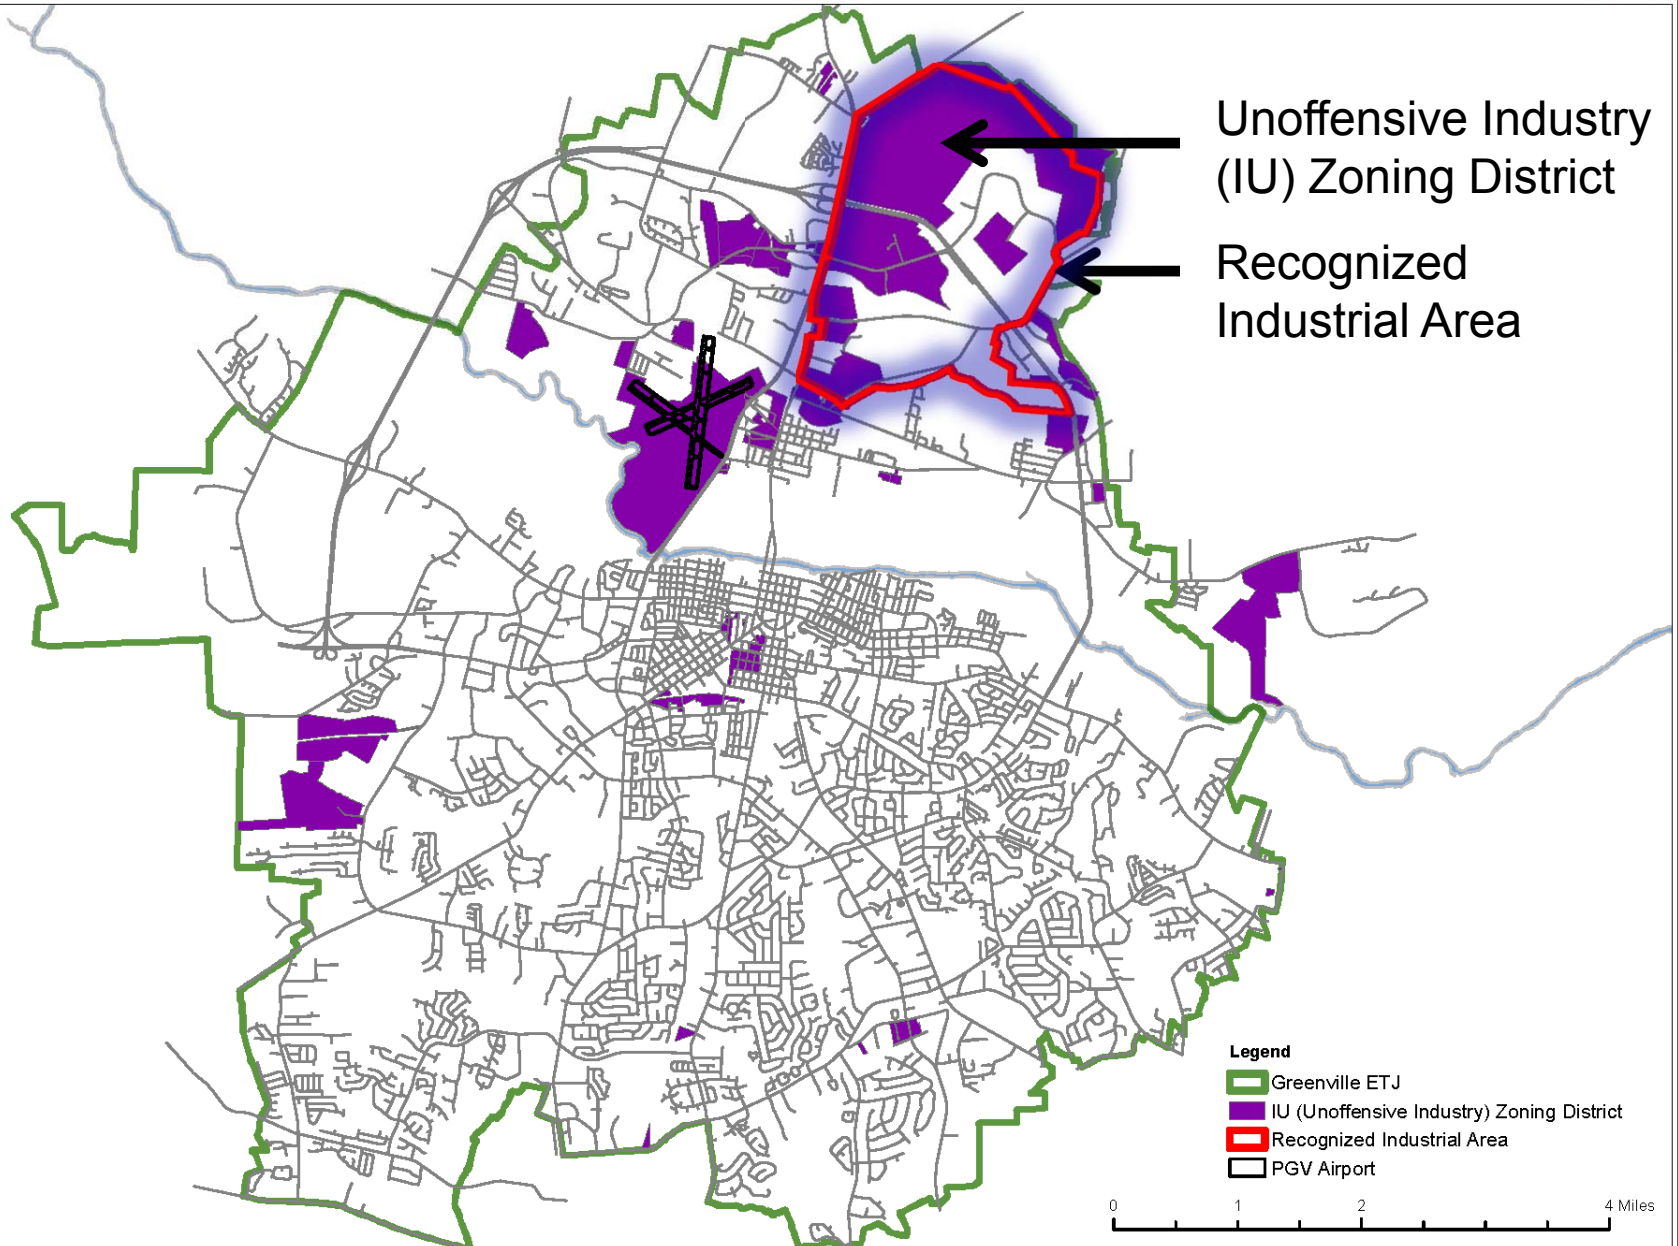 Unoffensive Industry
(IU) Zoning District
Recognized
Industrial Area
Legend
Greenville ETJ
IU (Unoffensive Industry) Zoning District
Recognized Industrial Area
PGV Airport
0 1 2 4 Miles